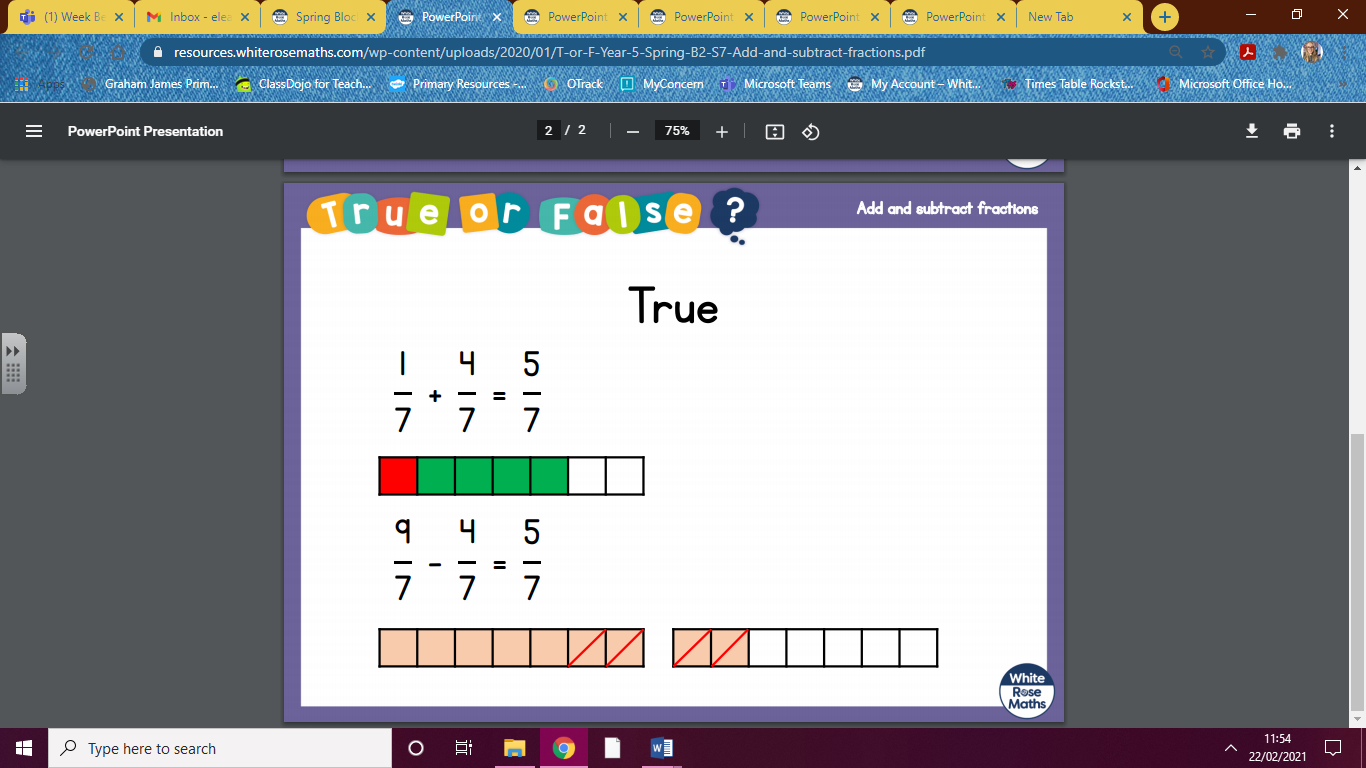 (1) Week Be
Inbox - elea
Spring Bloc
PowerPoint
PowerPoint
PowerPoint
PowerPoint
PowerPoint
New Tab
resources.whiterosemaths.com/wp-content/uploads/2020/01/T-or-F-Year-5-Spring-B2-S7-Add-and-subtract-fractions.pdf
Apps
Graham James Prim...
ClassDojo for Teach...
Primary Resources -...
OTrack
MyConcern
Microsoft Teams
My Account – Whit...
Times Table Rockst...
Microsoft Office Ho...
PowerPoint Presentation
2 / 2
75%
True or False ?
Add and subtract fractions
True
1 4 5
+ =
7 7 7
9 4 5
- =
7 7 7
White
Rose
Maths
Type here to search
11:54
22/02/2021